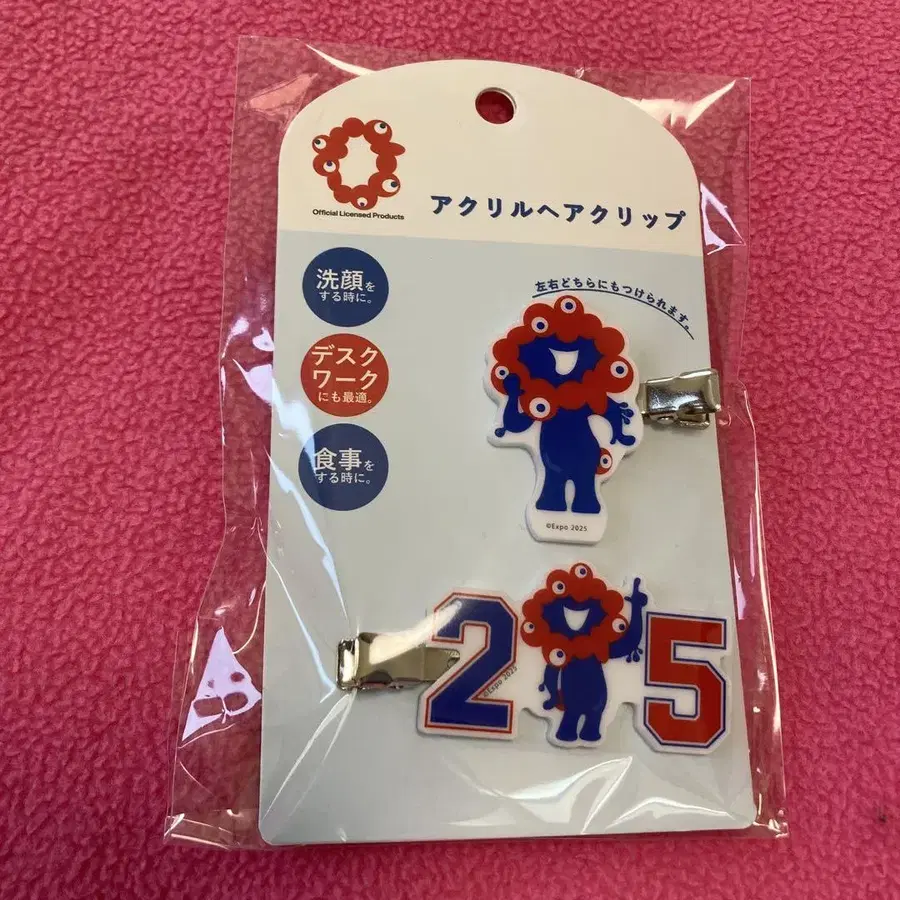 Official Licensed Products
アクリルヘアクリップ
洗顔を
する時に。
デスク
ワーク
にも最適。
食事を
する時に。
左右どちらにもつけられます。
©Expo 2025
2 5
©Expo 2025